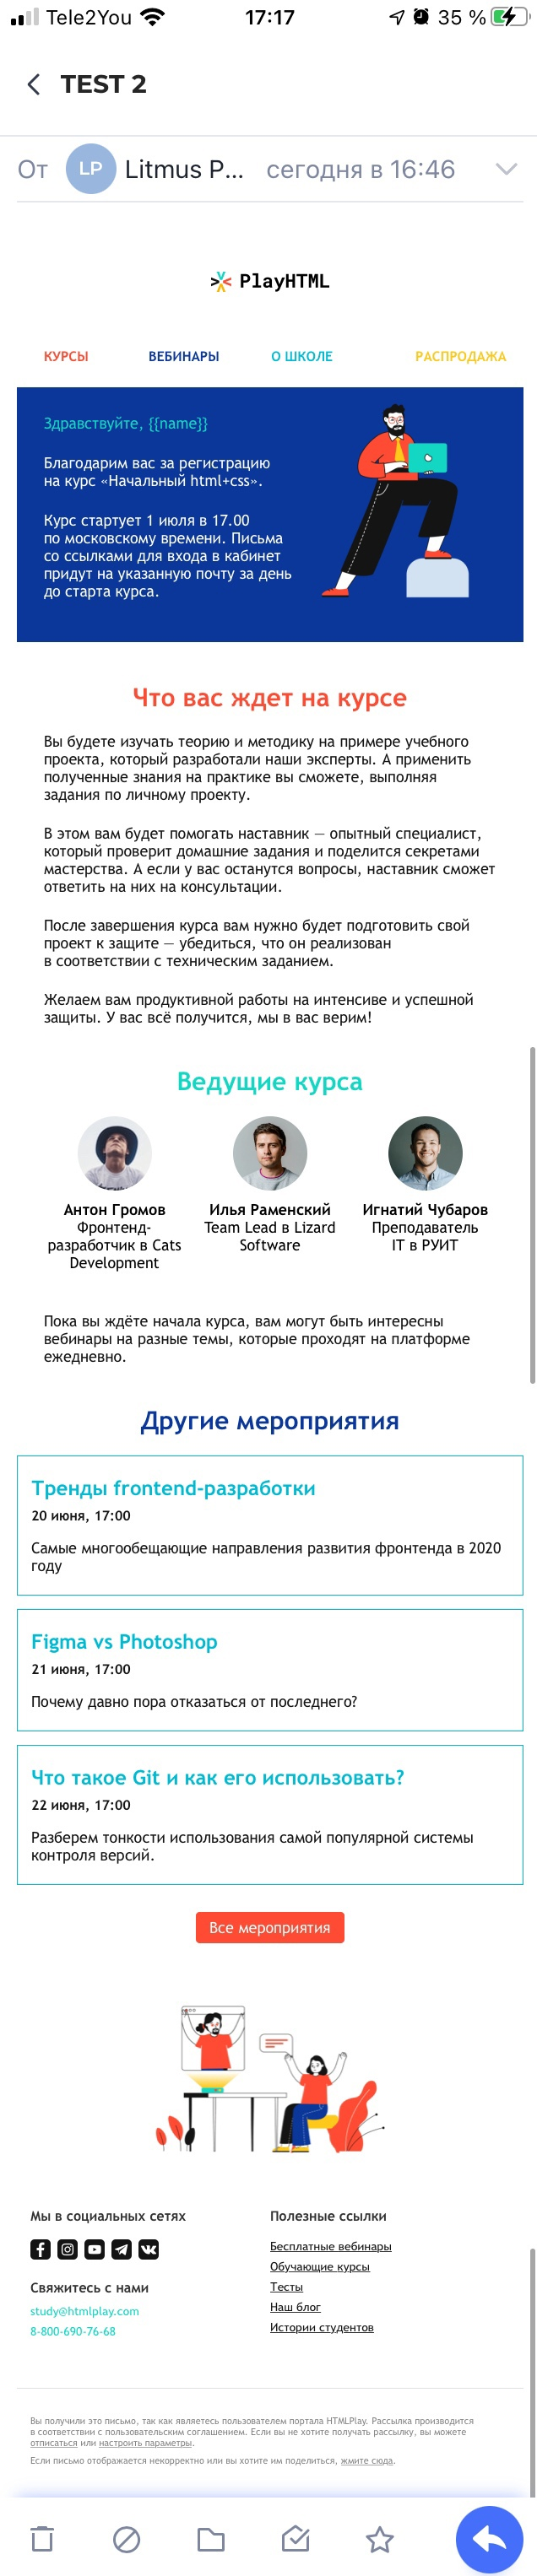 Tele2You 17:17 35 %
TEST 2
От LP Litmus P... сегодня в 16:46
PlayHTML
КУРСЫ ВЕБИНАРЫ О ШКОЛЕ РАСПРОДАЖА
Здравствуйте, {{name}}
Благодарим вас за регистрацию
на курс «Начальный html+css».
Курс стартует 1 июля в 17.00
по московскому времени. Письма
со ссылками для входа в кабинет
придут на указанную почту за день
до старта курса.
Что вас ждет на курсе
Вы будете изучать теорию и методику на примере учебного
проекта, который разработали наши эксперты. А применить
полученные знания на практике вы сможете, выполняя
задания по личному проекту.
В этом вам будет помогать наставник — опытный специалист,
который проверит домашние задания и поделится секретами
мастерства. А если у вас останутся вопросы, наставник сможет
ответить на них на консультации.
После завершения курса вам нужно будет подготовить свой
проект к защите — убедиться, что он реализован
в соответствии с техническим заданием.
Желаем вам продуктивной работы на интенсиве и успешной
защиты. У вас всё получится, мы в вас верим!
Ведущие курса
Антон Громов
Фронтенд-
разработчик в Cats
Development
Илья Раменский
Team Lead в Lizard
Software
Игнатий Чубаров
Преподаватель
IT в РУИТ
Пока вы ждёте начала курса, вам могут быть интересны
вебинары на разные темы, которые проходят на платформе
ежедневно.
Другие мероприятия
Тренды frontend-разработки
20 июня, 17:00
Самые многообещающие направления развития фронтенда в 2020
году
Figma vs Photoshop
21 июня, 17:00
Почему давно пора отказаться от последнего?
Что такое Git и как его использовать?
22 июня, 17:00
Разберем тонкости использования самой популярной системы
контроля версий.
Все мероприятия
Мы в социальных сетях
Свяжитесь с нами
study@htmlplay.com
8-800-690-76-68
Полезные ссылки
Бесплатные вебинары
Обучающие курсы
Тесты
Наш блог
Истории студентов
Вы получили это письмо, так как являетесь пользователем портала HTMLPlay. Рассылка производится
в соответствии с пользовательским соглашением. Если вы не хотите получать рассылку, вы можете
отписаться или настроить параметры.
Если письмо отображается некорректно или вы хотите им поделиться, жмите сюда.